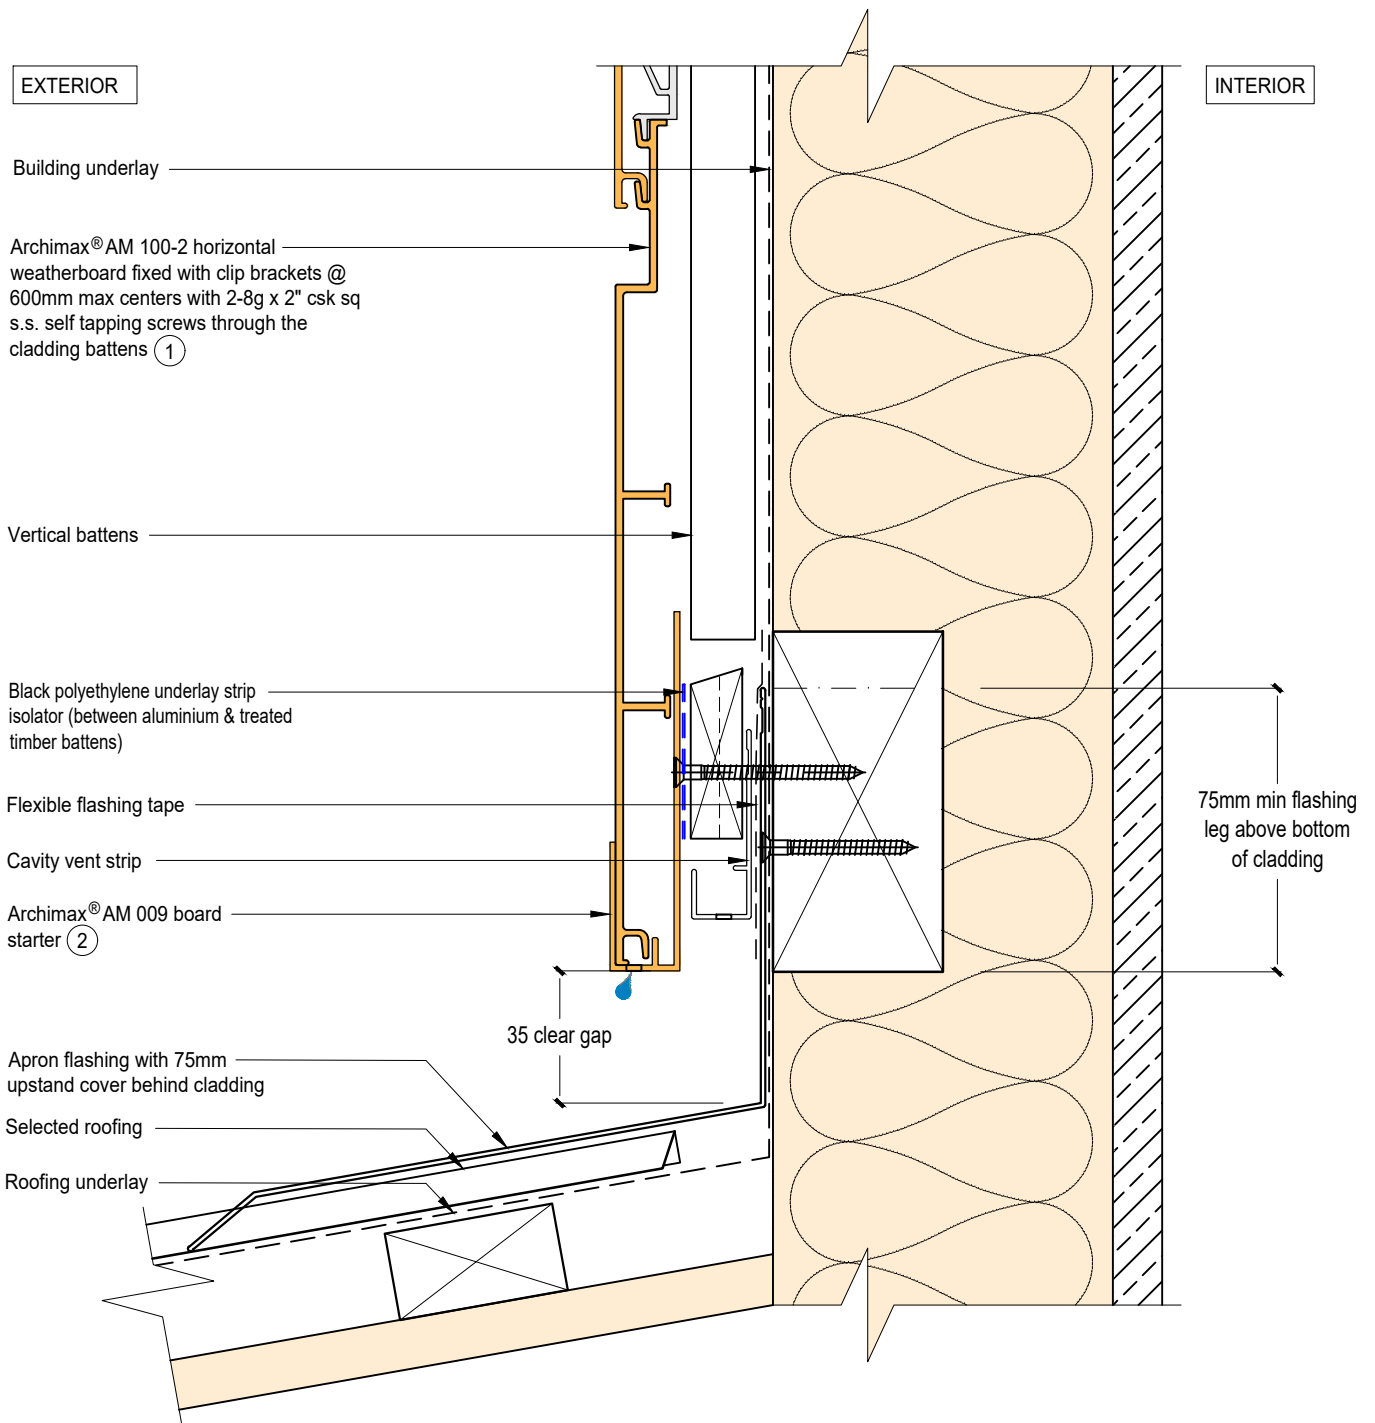 EXTERIOR
INTERIOR
Building underlay
Archimax® AM 100-2 horizontal
weatherboard fixed with clip brackets @
600mm max centers with 2-8g x 2" csk sq
s.s. self tapping screws through the
cladding battens 1
Vertical battens
Black polyethylene underlay strip
isolator (between aluminium & treated
timber battens)
Flexible flashing tape
75mm min flashing
leg above bottom
of cladding
Cavity vent strip
Archimax® AM 009 board
starter 2
35 clear gap
Apron flashing with 75mm
upstand cover behind cladding
Selected roofing
Roofing underlay